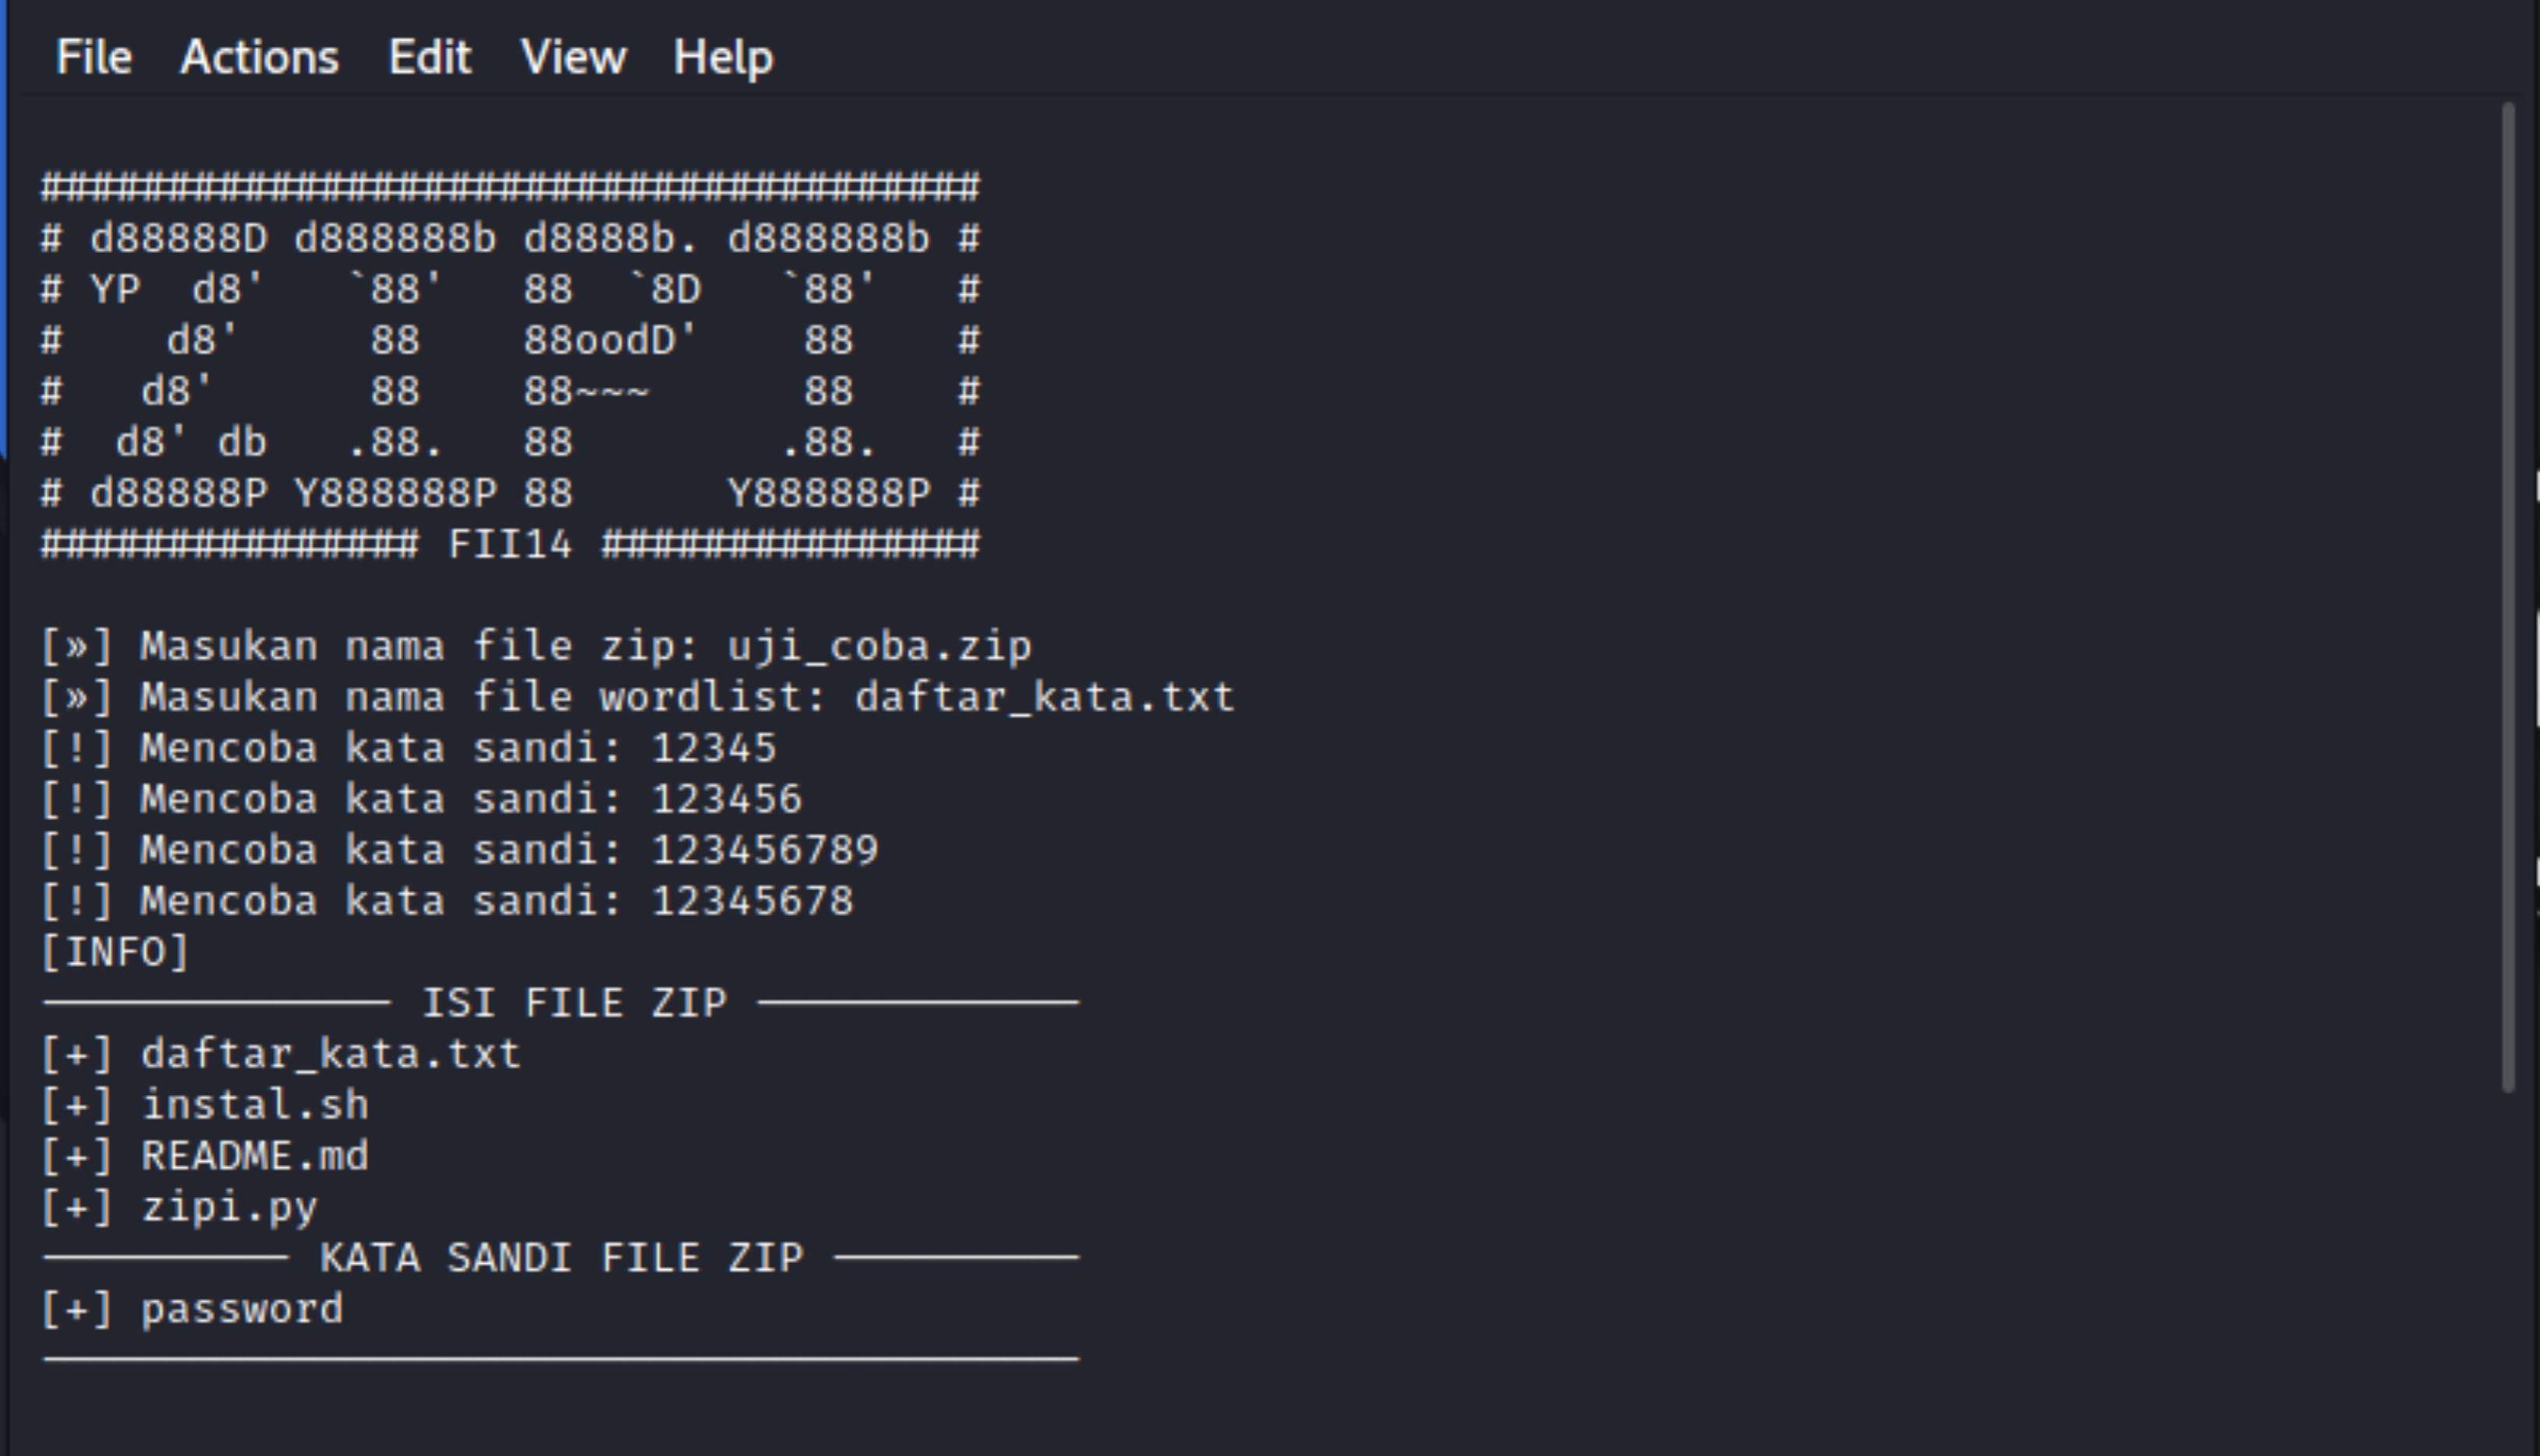 File Actions Edit View Help
#####################################
# d88888D d888888b d8888b. d888888b #
# YP  d8'   `88'   88  `8D   `88'   #
#    d8'     88    88oodD'    88    #
#   d8'      88    88~~~      88    #
#  d8' db   .88.   88        .88.   #
# d88888P Y888888P 88      Y888888P #
############### FII14 ###############
[»] Masukan nama file zip: uji_coba.zip
[»] Masukan nama file wordlist: daftar_kata.txt
[!] Mencoba kata sandi: 12345
[!] Mencoba kata sandi: 123456
[!] Mencoba kata sandi: 123456789
[!] Mencoba kata sandi: 12345678
[INFO]
ISI FILE ZIP
[+] daftar_kata.txt
[+] instal.sh
[+] README.md
[+] zipi.py
KATA SANDI FILE ZIP
[+] password